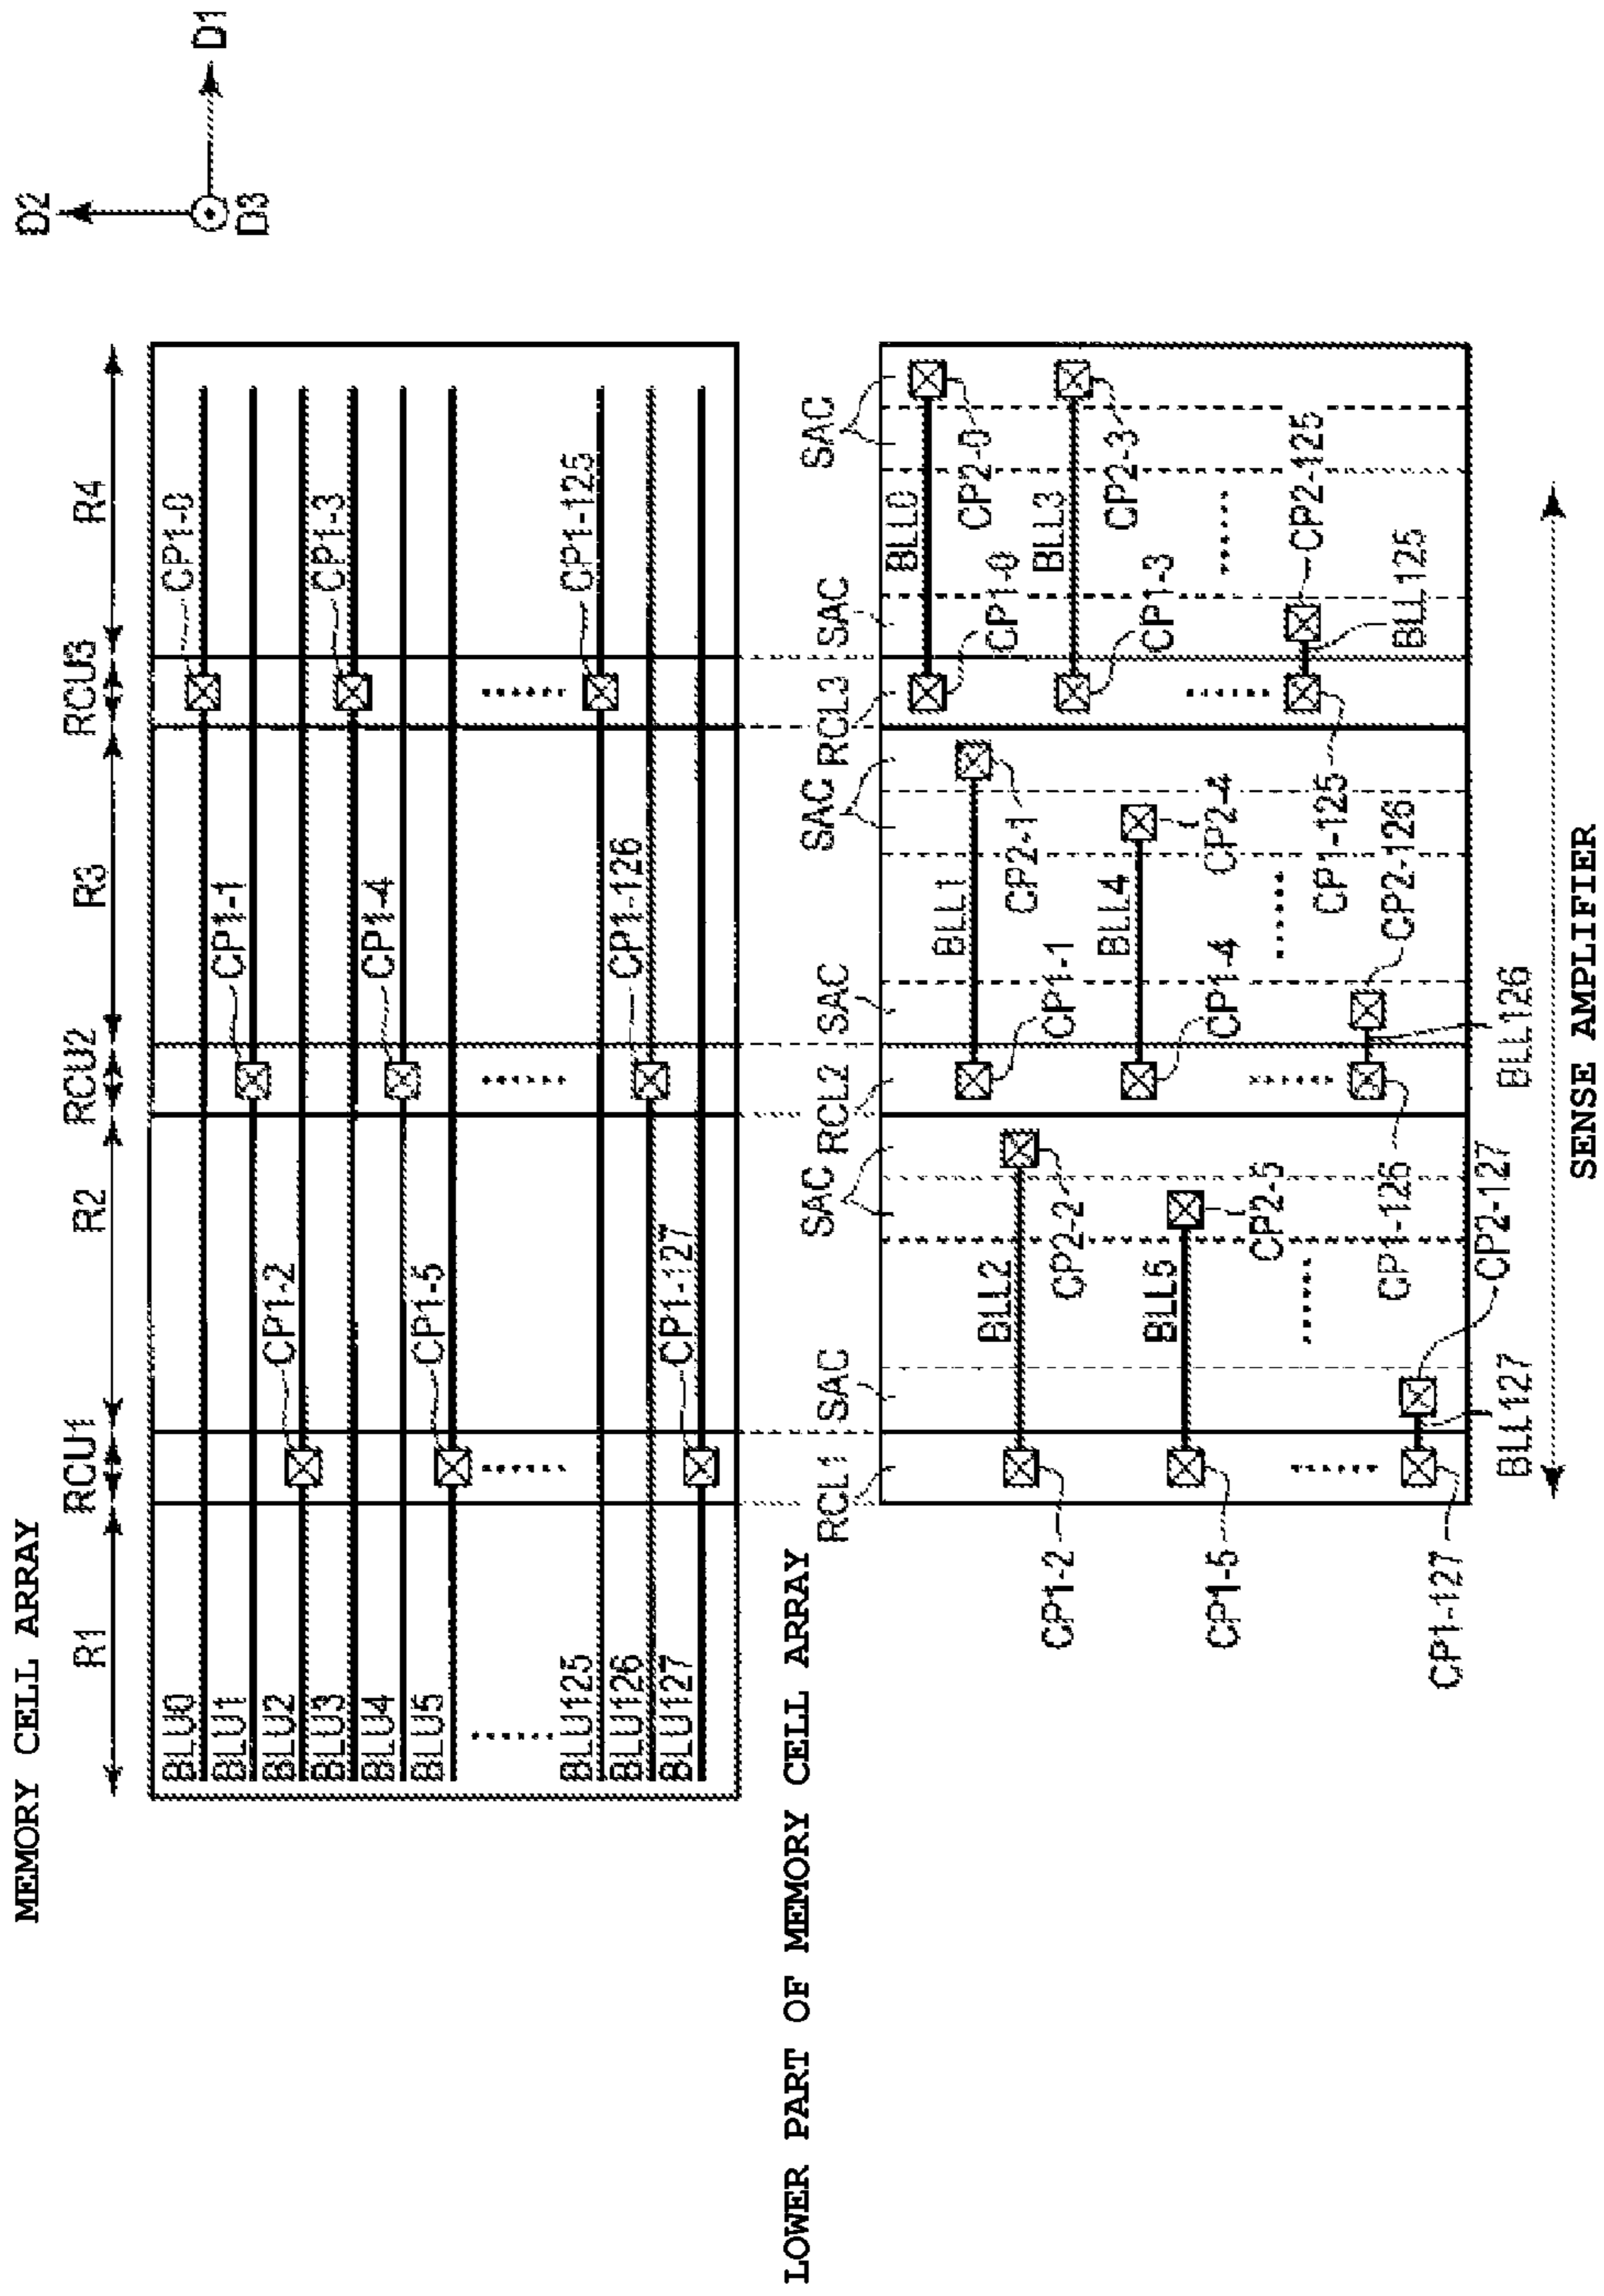 MEMORY CELL ARRAY
R1
RCU1
R2
RCU2
R3
RCU3
R4
D2
D3
D1
BLU0
BLU1
BLU2
BLU3
BLU4
BLU5
BLU125
BLU126
BLU127
CP1-0
CP1-1
CP1-2
CP1-3
CP1-4
CP1-5
CP1-125
CP1-126
CP1-127
LOWER PART OF MEMORY CELL ARRAY
RCL1
SAC
SAC
RCL2
SAC
SAC
RCL3
SAC
SAC
BLL0
CP1-0
CP2-0
BLL1
CP1-1
CP2-1
BLL2
CP1-2
CP2-2
BLL3
CP1-3
CP2-3
BLL4
CP1-4
CP2-4
BLL5
CP1-5
CP2-5
CP2-125
CP1-125
BLL125
CP2-126
CP1-126
BLL126
CP1-127
CP2-127
BLL127
SENSE AMPLIFIER